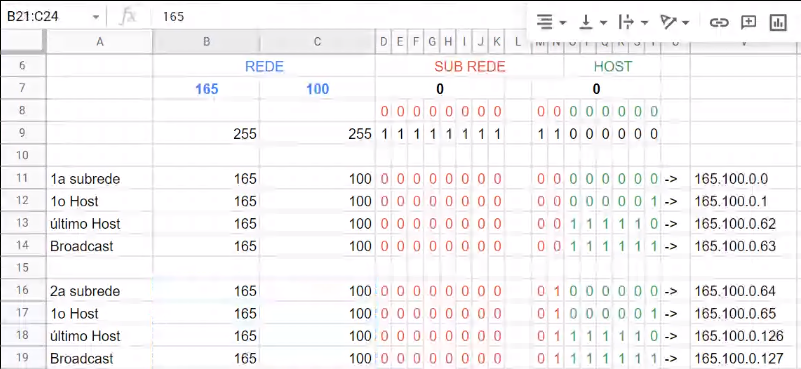 B21:C24 fx 165
A B C D E F G H I J K L M N
6 REDE SUB REDE HOST
7 165 100 0 0
8 0 0 0 0 0 0 0 0 0 0 0 0 0 0 0 0
9 255 255 1 1 1 1 1 1 1 1 1 1 0 0 0 0 0 0
10
11 1a subrede 165 100 0 0 0 0 0 0 0 0 0 0 0 0 0 0 0 0 -> 165.100.0.0
12 1o Host 165 100 0 0 0 0 0 0 0 0 0 0 0 0 0 0 0 1 -> 165.100.0.1
13 último Host 165 100 0 0 0 0 0 0 0 0 0 0 1 1 1 1 1 0 -> 165.100.0.62
14 Broadcast 165 100 0 0 0 0 0 0 0 0 0 0 1 1 1 1 1 1 -> 165.100.0.63
15
16 2a subrede 165 100 0 0 0 0 0 0 0 0 0 1 0 0 0 0 0 0 -> 165.100.0.64
17 1o Host 165 100 0 0 0 0 0 0 0 0 0 1 0 0 0 0 0 1 -> 165.100.0.65
18 último Host 165 100 0 0 0 0 0 0 0 0 0 1 1 1 1 1 1 0 -> 165.100.0.126
19 Broadcast 165 100 0 0 0 0 0 0 0 0 0 1 1 1 1 1 1 1 -> 165.100.0.127